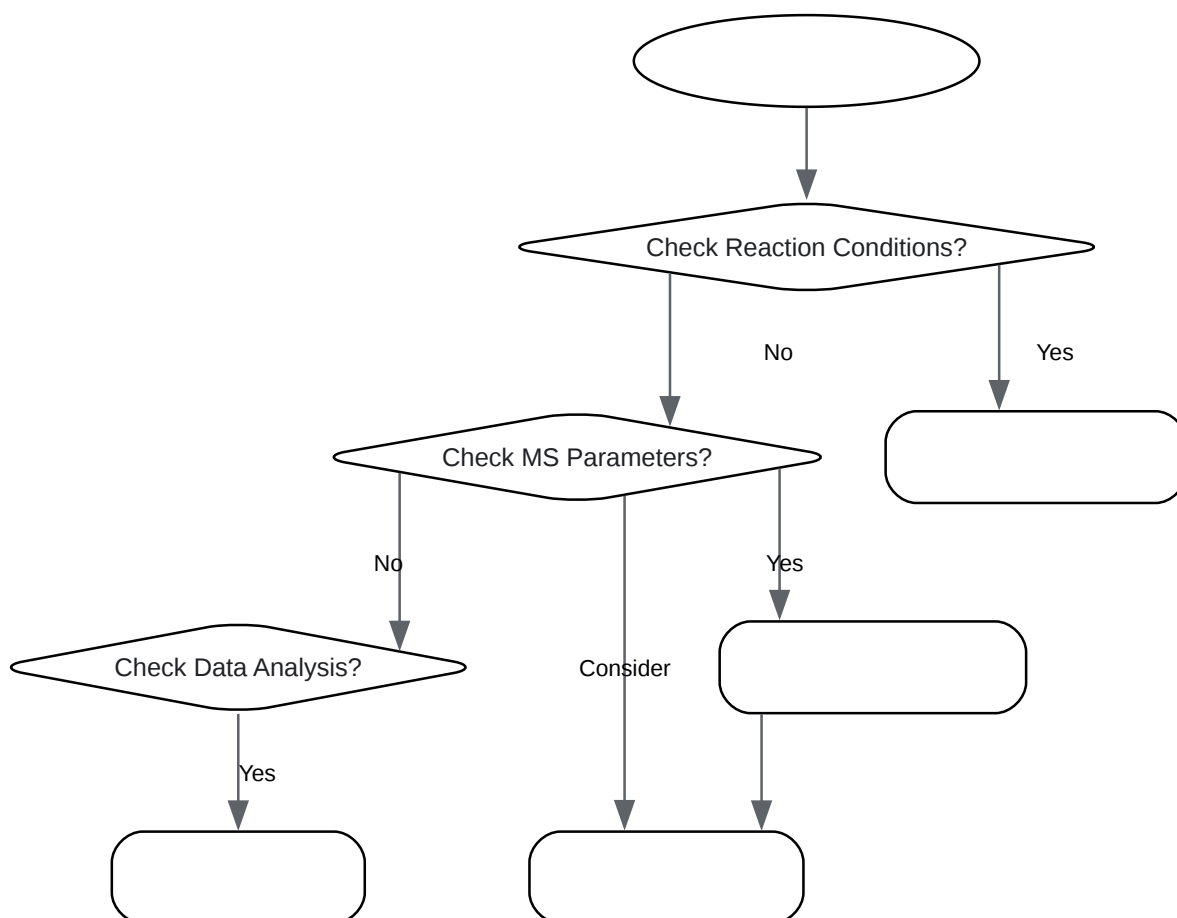 Check Reaction Conditions?
No
Yes
Check MS Parameters?
No
Yes
Check Data Analysis?
Consider
Yes